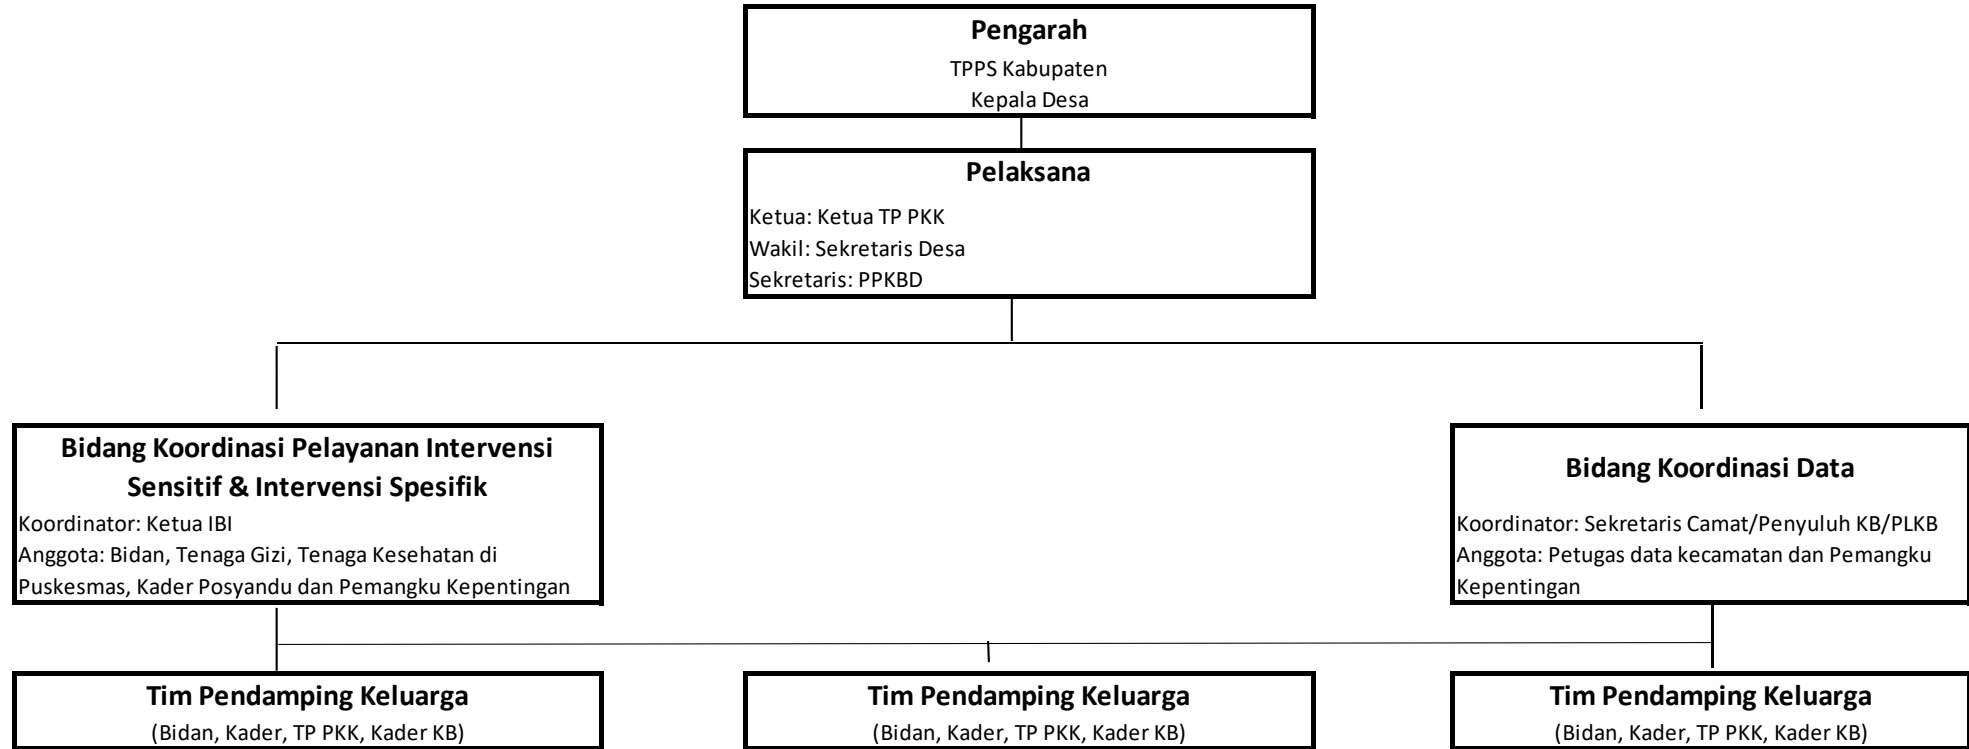 Pengarah
TPPS Kabupaten
Kepala Desa
Pelaksana
Ketua: Ketua TP PKK
Wakil: Sekretaris Desa
Sekretaris: PPKBD
Bidang Koordinasi Pelayanan Intervensi
Sensitif & Intervensi Spesifik
Koordinator: Ketua IBI
Anggota: Bidan, Tenaga Gizi, Tenaga Kesehatan di
Puskesmas, Kader Posyandu dan Pemangku Kepentingan
Bidang Koordinasi Data
Koordinator: Sekretaris Camat/Penyuluh KB/PLKB
Anggota: Petugas data kecamatan dan Pemangku
Kepentingan
Tim Pendamping Keluarga
(Bidan, Kader, TP PKK, Kader KB)
Tim Pendamping Keluarga
(Bidan, Kader, TP PKK, Kader KB)
Tim Pendamping Keluarga
(Bidan, Kader, TP PKK, Kader KB)